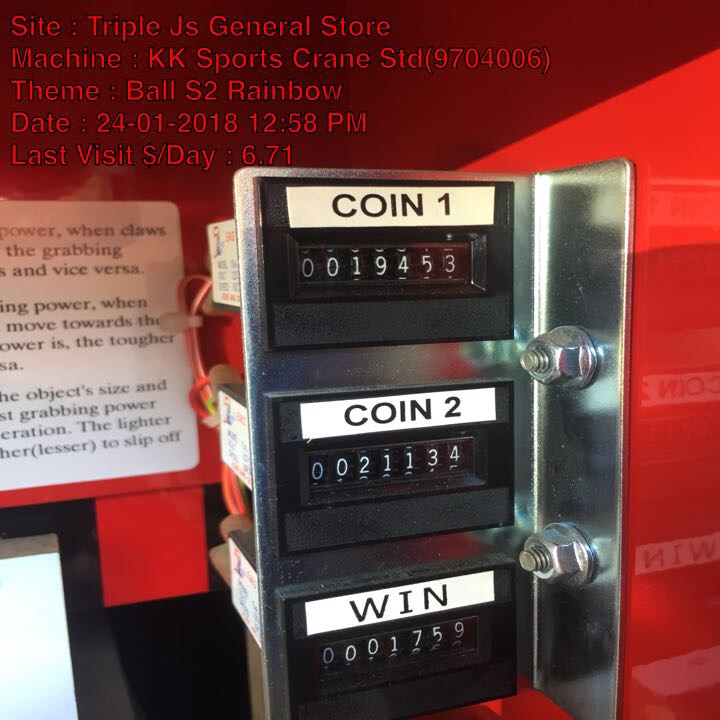 Site : Triple Js General Store
Machine : KK Sports Crane Std(9704006)
Theme : Ball S2 Rainbow
Date : 24-01-2018 12:58 PM
Last Visit $/Day : 6.71
power, when claws
the grabbing
s and vice versa.
ing power, when
move towards the
ower is, the tougher
sa.
he object's size and
st grabbing power
eration. The lighter
her(lesser) to slip off
COIN 1
0019453
COIN 2
0021134
WIN
0001759